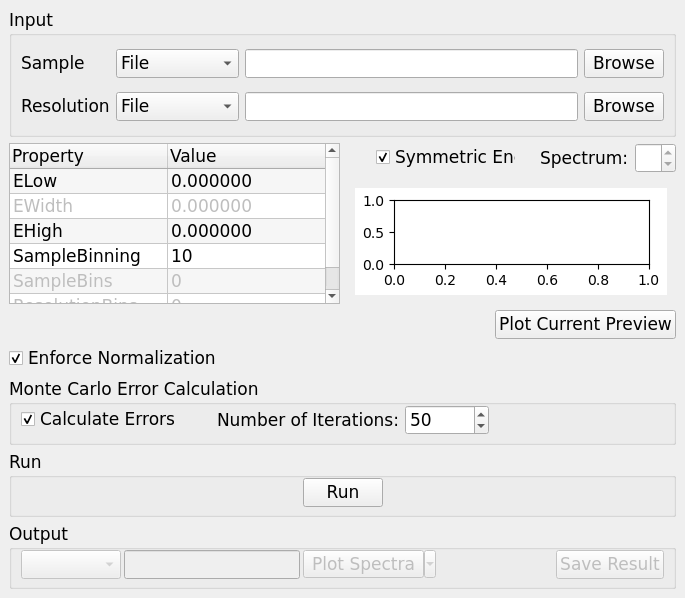 Input
Sample File Browse
Resolution File Browse
Property Value
ELow 0.000000
EWidth 0.000000
EHigh 0.000000
SampleBinning 10
SampleBins 0
Symmetric En
Spectrum:
1.0
0.5
0.0
0.0 0.2 0.4 0.6 0.8 1.0
Plot Current Preview
Enforce Normalization
Monte Carlo Error Calculation
Calculate Errors Number of Iterations: 50
Run
Run
Output
Plot Spectra Save Result